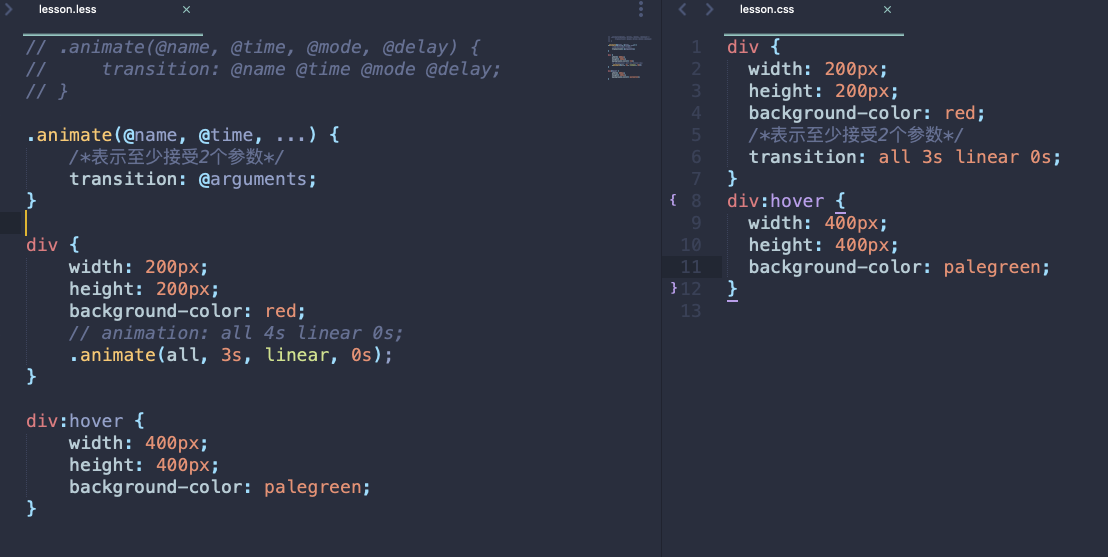 lesson.less ×
// .animate(@name, @time, @mode, @delay) {
//     transition: @name @time @mode @delay;
// }
.animate(@name, @time, ...) {
    /*表示至少接受2个参数*/
    transition: @arguments;
}
div {
    width: 200px;
    height: 200px;
    background-color: red;
    // animation: all 4s linear 0s;
    .animate(all, 3s, linear, 0s);
}
div:hover {
    width: 400px;
    height: 400px;
    background-color: palegreen;
}
lesson.css ×
1 div {
2   width: 200px;
3   height: 200px;
4   background-color: red;
5   /*表示至少接受2个参数*/
6   transition: all 3s linear 0s;
7 }
{ 8 div:hover {
9   width: 400px;
10   height: 400px;
11   background-color: palegreen;
} 12 }
13